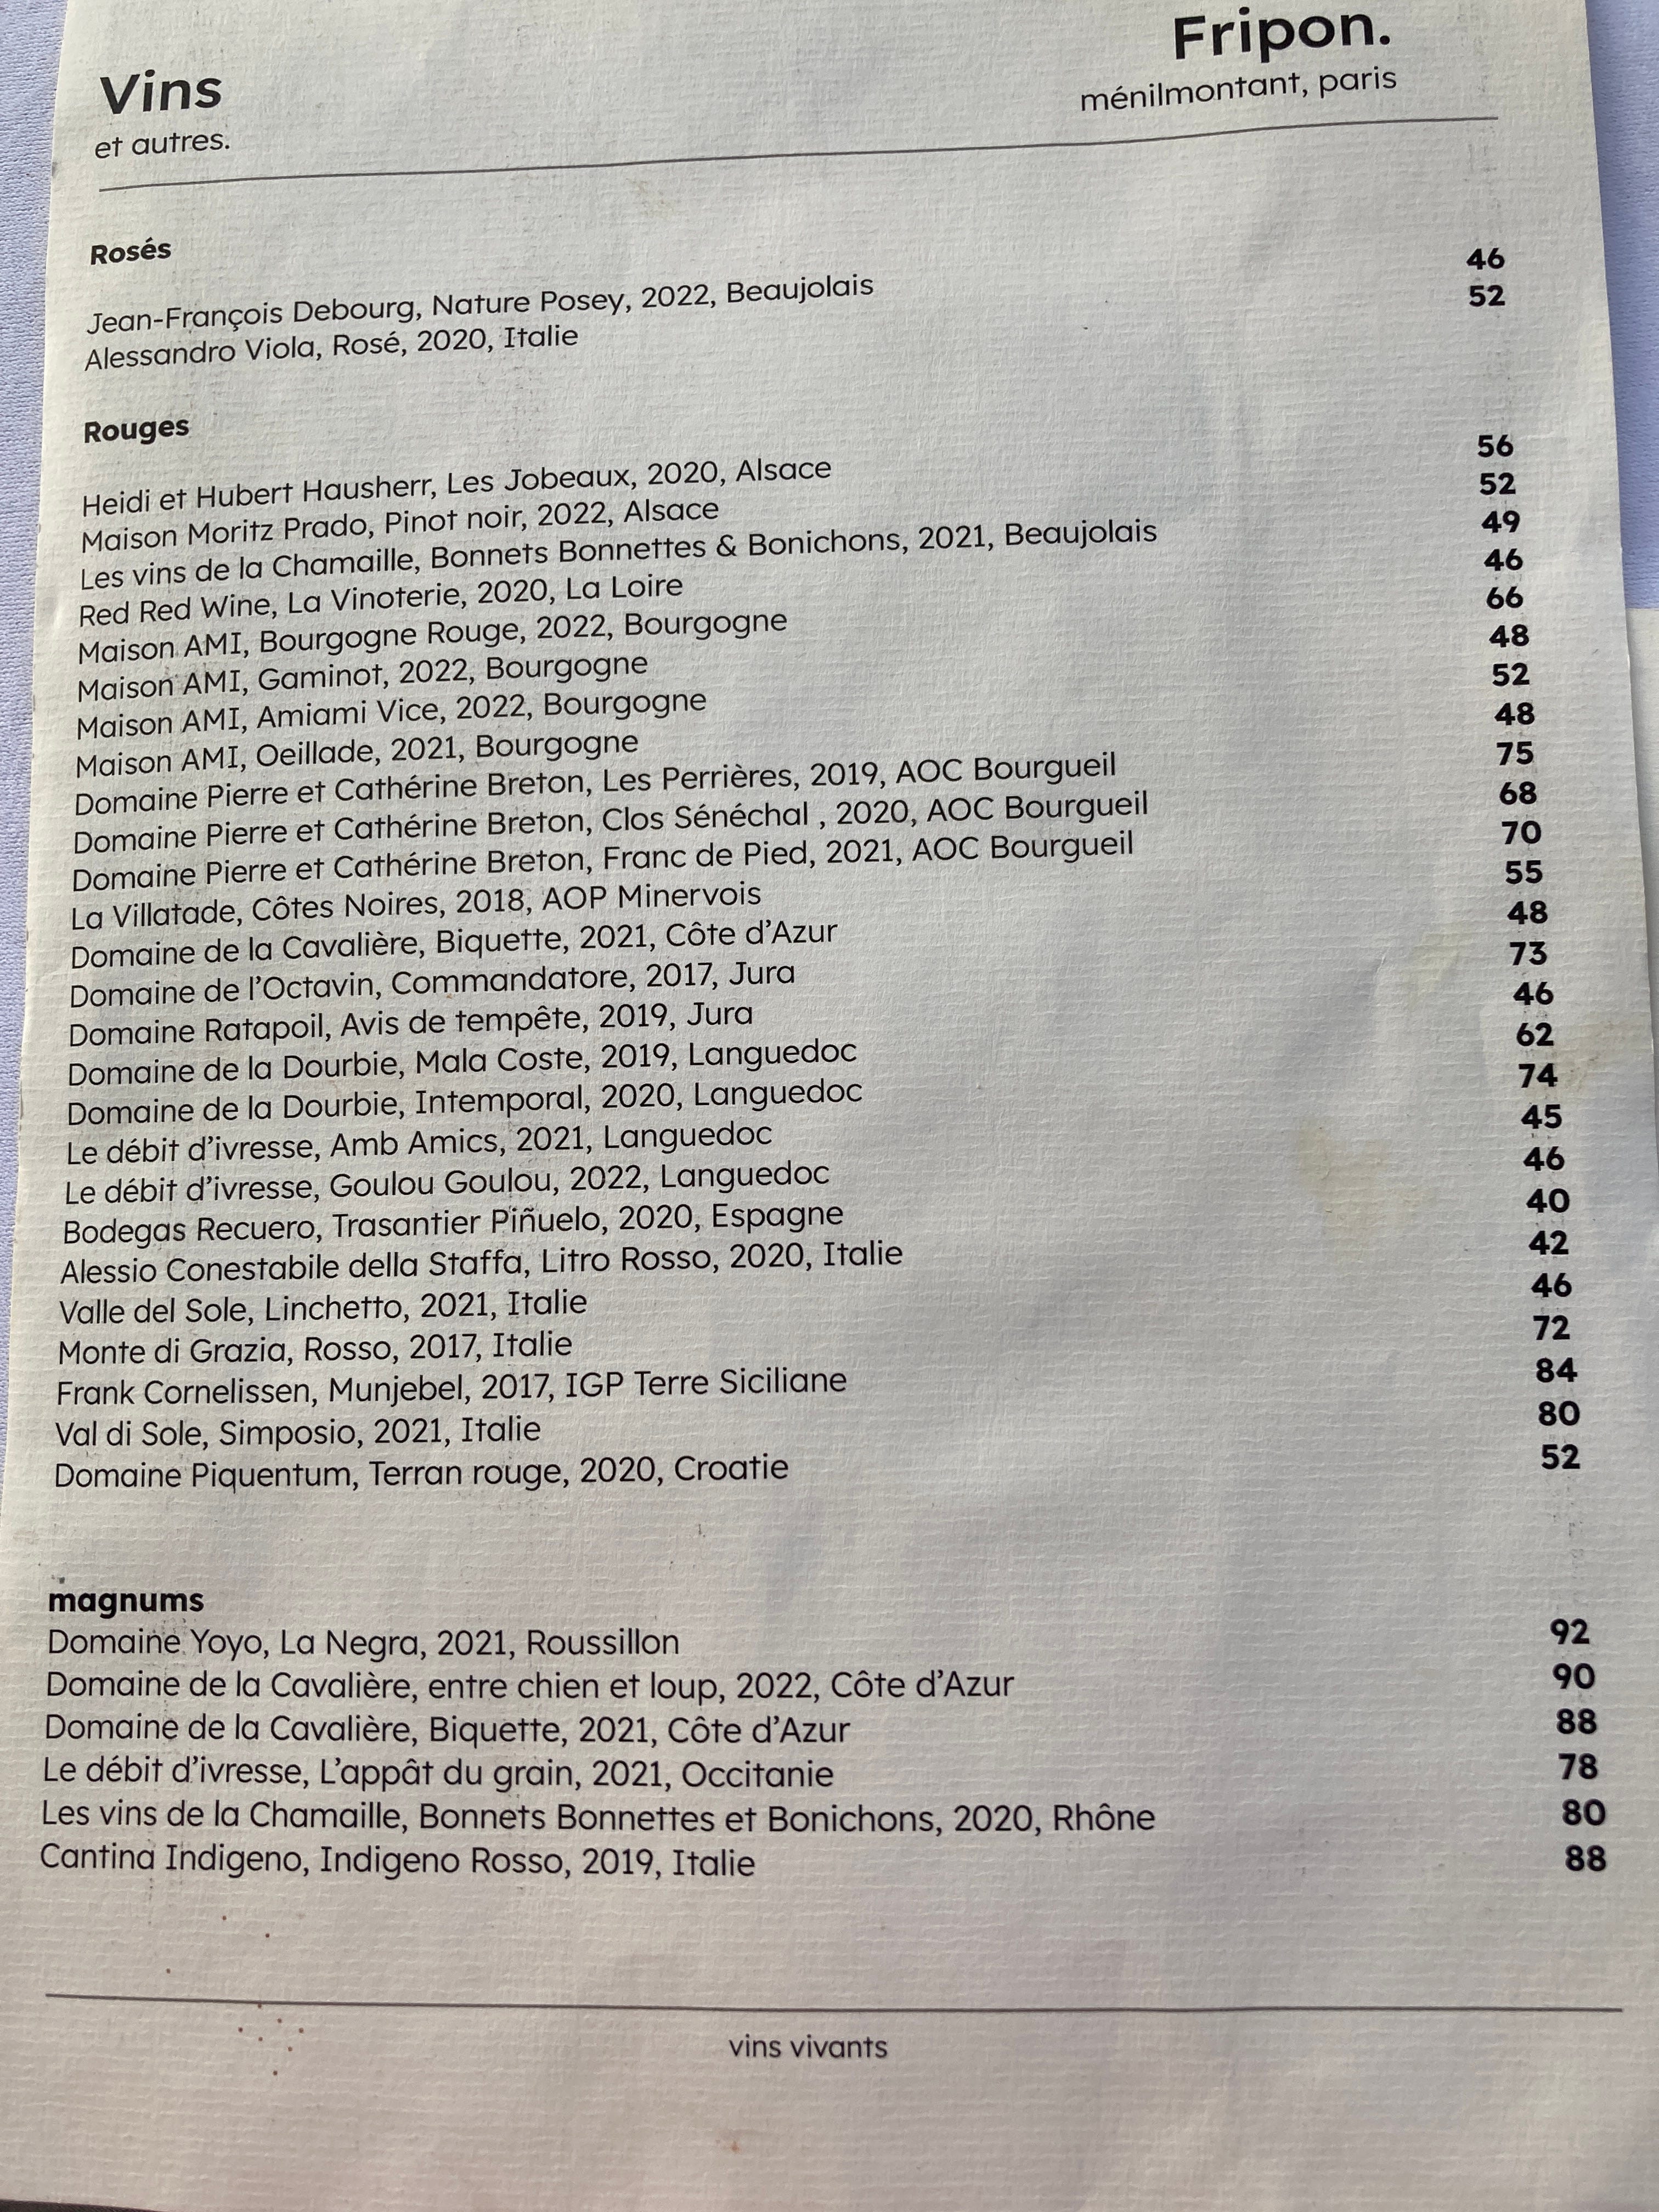 Fripon.
ménilmontant, paris
Vins
et autres.
Rosés
Jean-François Debourg, Nature Posey, 2022, Beaujolais 46
Alessandro Viola, Rosé, 2020, Italie 52
Rouges
Heidi et Hubert Hausherr, Les Jobeaux, 2020, Alsace 56
Maison Moritz Prado, Pinot noir, 2022, Alsace 52
Les vins de la Chamaille, Bonnets Bonnettes & Bonichons, 2021, Beaujolais 49
Red Red Wine, La Vinoterie, 2020, La Loire 46
Maison AMI, Bourgogne Rouge, 2022, Bourgogne 66
Maison AMI, Gaminot, 2022, Bourgogne 48
Maison AMI, Amiami Vice, 2022, Bourgogne 52
Maison AMI, Oeillade, 2021, Bourgogne 48
Domaine Pierre et Cathérine Breton, Les Perrières, 2019, AOC Bourgueil 75
Domaine Pierre et Cathérine Breton, Clos Sénéchal , 2020, AOC Bourgueil 68
Domaine Pierre et Cathérine Breton, Franc de Pied, 2021, AOC Bourgueil 70
La Villatade, Côtes Noires, 2018, AOP Minervois 55
Domaine de la Cavalière, Biquette, 2021, Côte d'Azur 48
Domaine de l'Octavin, Commandatore, 2017, Jura 73
Domaine Ratapoil, Avis de tempête, 2019, Jura 46
Domaine de la Dourbie, Mala Coste, 2019, Languedoc 62
Domaine de la Dourbie, Intemporal, 2020, Languedoc 74
Le débit d'ivresse, Amb Amics, 2021, Languedoc 45
Le débit d'ivresse, Goulou Goulou, 2022, Languedoc 46
Bodegas Recuero, Trasantier Piñuelo, 2020, Espagne 40
Alessio Conestabile della Staffa, Litro Rosso, 2020, Italie 42
Valle del Sole, Linchetto, 2021, Italie 46
Monte di Grazia, Rosso, 2017, Italie 72
Frank Cornelissen, Munjebel, 2017, IGP Terre Siciliane 84
Val di Sole, Simposio, 2021, Italie 80
Domaine Piquentum, Terran rouge, 2020, Croatie 52
magnums
Domaine Yoyo, La Negra, 2021, Roussillon 92
Domaine de la Cavalière, entre chien et loup, 2022, Côte d'Azur 90
Domaine de la Cavalière, Biquette, 2021, Côte d'Azur 88
Le débit d'ivresse, L'appât du grain, 2021, Occitanie 78
Les vins de la Chamaille, Bonnets Bonnettes et Bonichons, 2020, Rhône 80
Cantina Indigeno, Indigeno Rosso, 2019, Italie 88
vins vivants